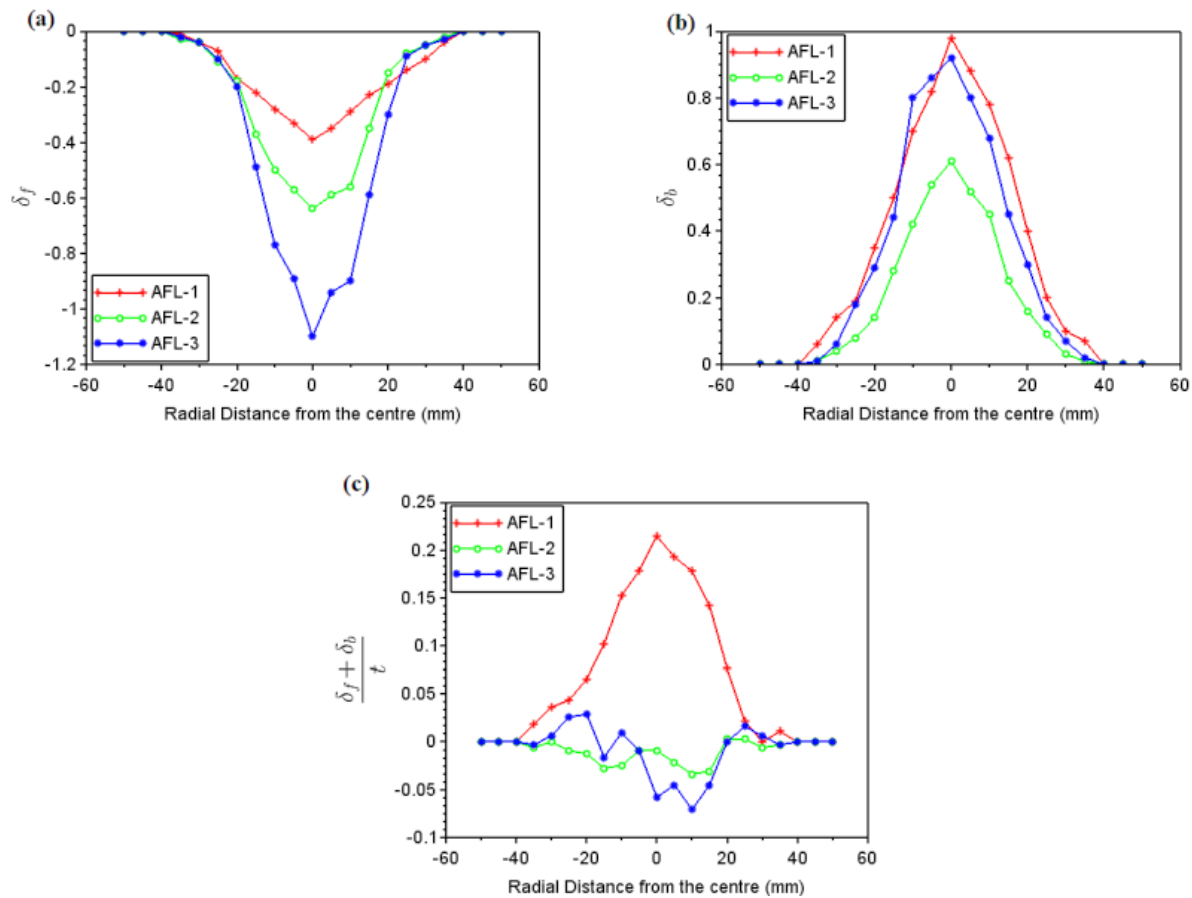 (a)
0
-0.2
-0.4
-0.6
-0.8
-1
-1.2
δf
AFL-1
AFL-2
AFL-3
-60 -40 -20 0 20 40 60
Radial Distance from the centre (mm)
(b)
1
0.8
0.6
0.4
0.2
0
δb
AFL-1
AFL-2
AFL-3
-60 -40 -20 0 20 40 60
Radial Distance from the centre (mm)
(c)
0.25
0.2
0.15
0.1
0.05
0
-0.05
-0.1
δf + δb
t
AFL-1
AFL-2
AFL-3
-60 -40 -20 0 20 40 60
Radial Distance from the centre (mm)